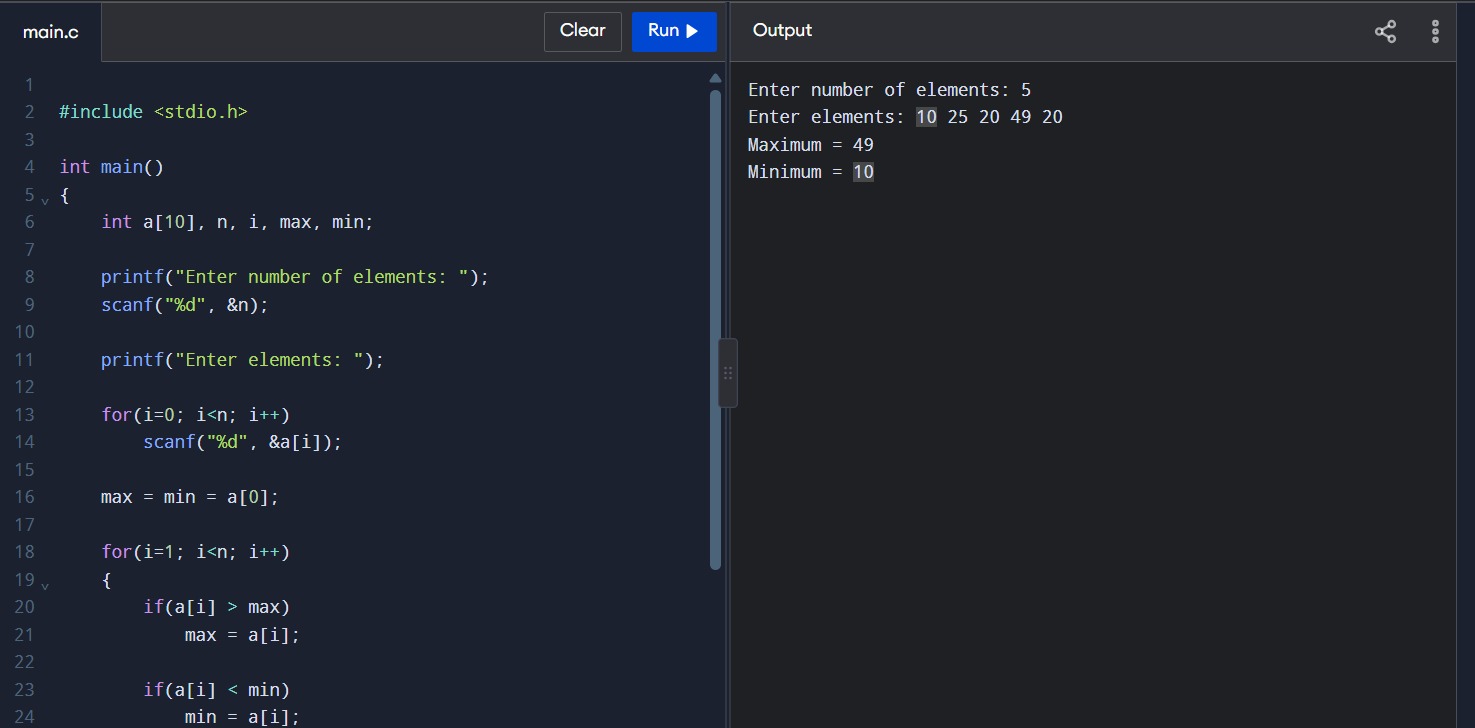 main.c
Clear
Run
Output
1
2 #include <stdio.h>
3
4 int main()
5 {
6     int a[10], n, i, max, min;
7
8     printf("Enter number of elements: ");
9     scanf("%d", &n);
10
11     printf("Enter elements: ");
12
13     for(i=0; i<n; i++)
14         scanf("%d", &a[i]);
15
16     max = min = a[0];
17
18     for(i=1; i<n; i++)
19     {
20         if(a[i] > max)
21             max = a[i];
22
23         if(a[i] < min)
24             min = a[i];
Enter number of elements: 5
Enter elements: 10 25 20 49 20
Maximum = 49
Minimum = 10